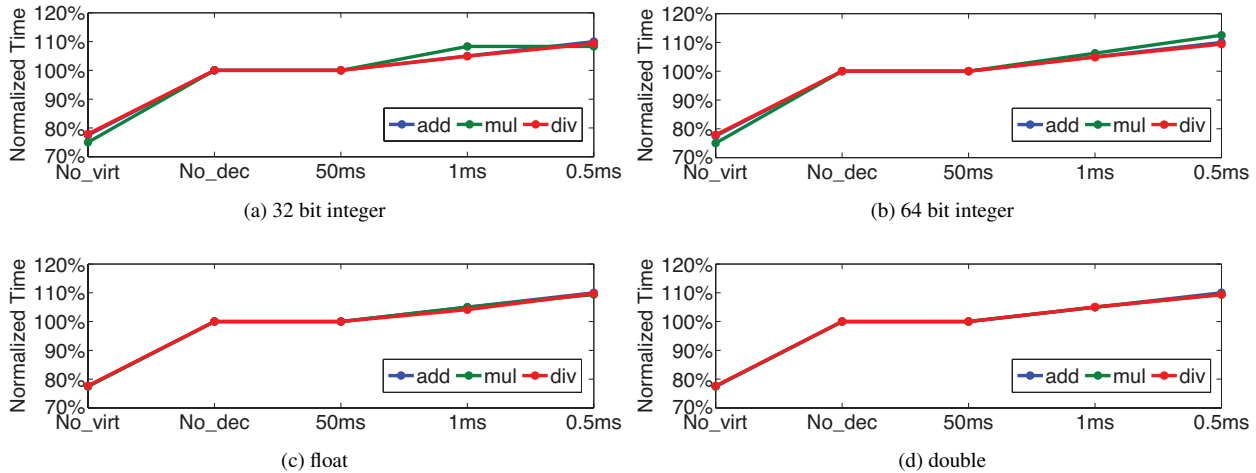 Normalized Time
120%
110%
100%
90%
80%
70%
add mul div
No_virt No_dec 50ms 1ms 0.5ms
(a) 32 bit integer
Normalized Time
120%
110%
100%
90%
80%
70%
add mul div
No_virt No_dec 50ms 1ms 0.5ms
(b) 64 bit integer
Normalized Time
120%
110%
100%
90%
80%
70%
add mul div
No_virt No_dec 50ms 1ms 0.5ms
(c) float
Normalized Time
120%
110%
100%
90%
80%
70%
add mul div
No_virt No_dec 50ms 1ms 0.5ms
(d) double